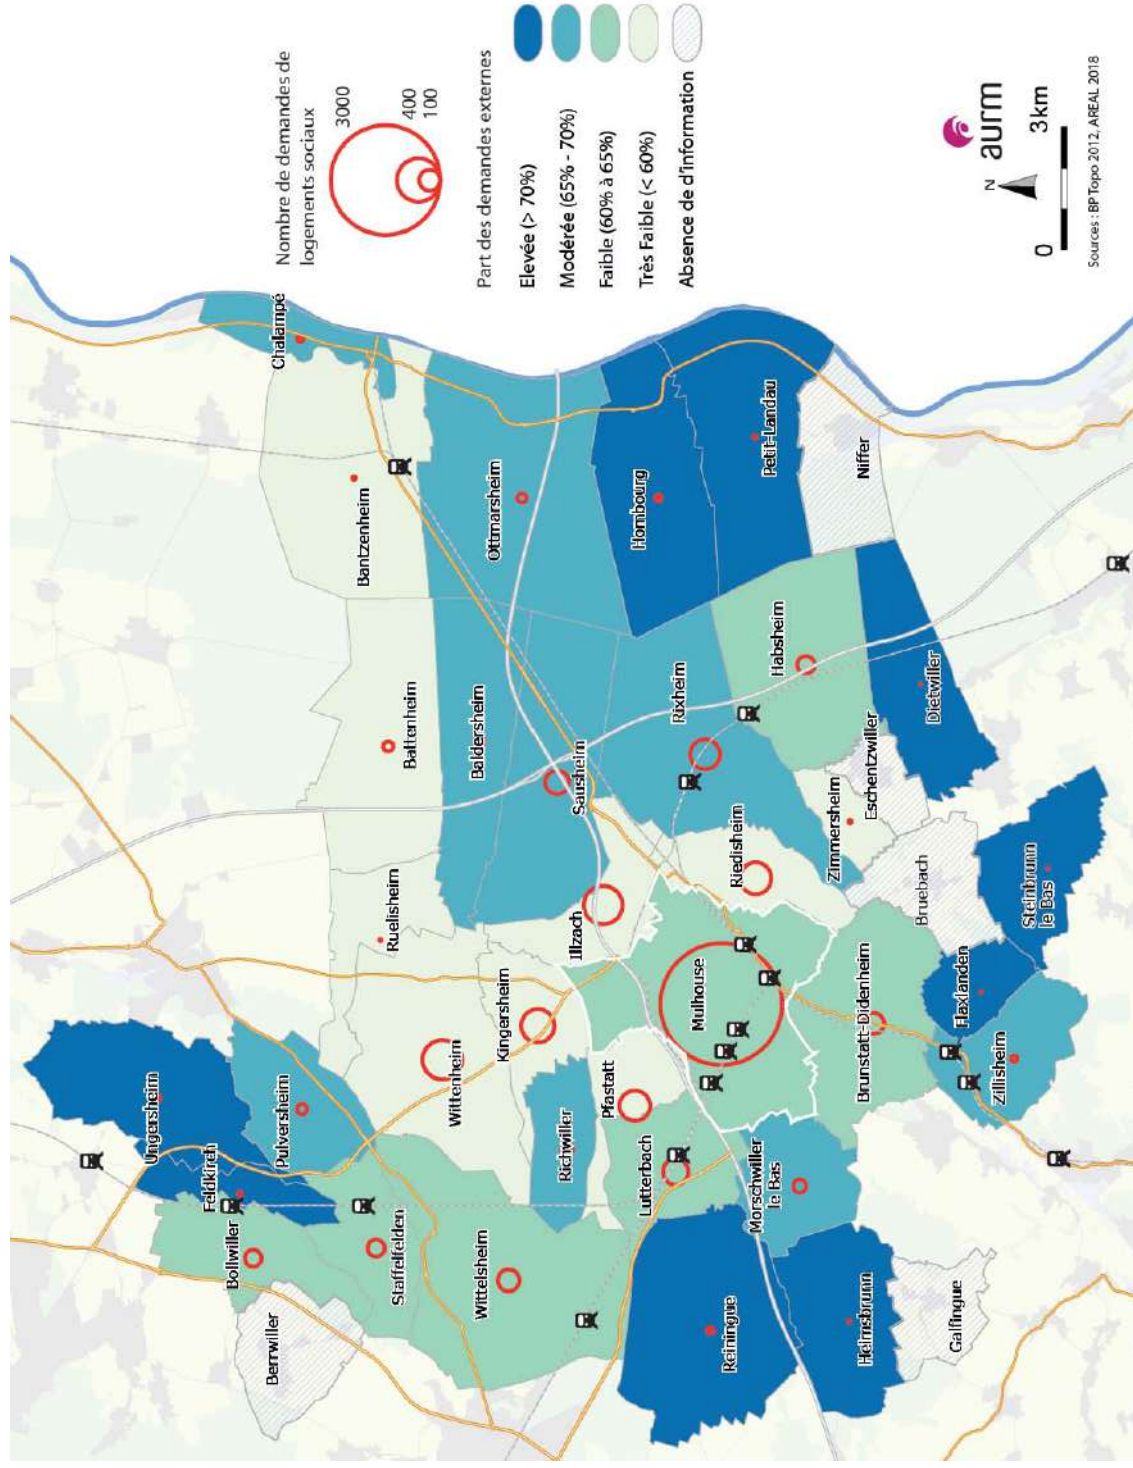 Nombre de demandes de
logements sociaux
3000
400
100
Part des demandes externes
Elevée (> 70%)
Modérée (65% - 70%)
Faible (60% à 65%)
Très Faible (< 60%)
Absence de d'information
Ungersheim
Feldkirch
Bollwiller
Berrwiller
Pulversheim
Staffelfelden
Wittelsheim
Ruelisheim
Battenheim
Bantzenheim
Chalampé
Wittenheim
Kingersheim
Baldersheim
Ottmarsheim
Richwiller
Pfastatt
Illzach
Sausheim
Hombourg
Lutterbach
Mulhouse
Riedisheim
Rixheim
Petit-Landau
Reiningue
Morschwiller
le Bas
Habsheim
Niffer
Heimsbrunn
Brunstatt-Didenheim
Zimmersheim
Eschentzwiller
Galfingue
Bruebach
Dietwiller
Zillisheim
Flaxlanden
Steinbrunn
le Bas
aurm
N
0
3km
Sources : BP Topo 2012, AREAL 2018